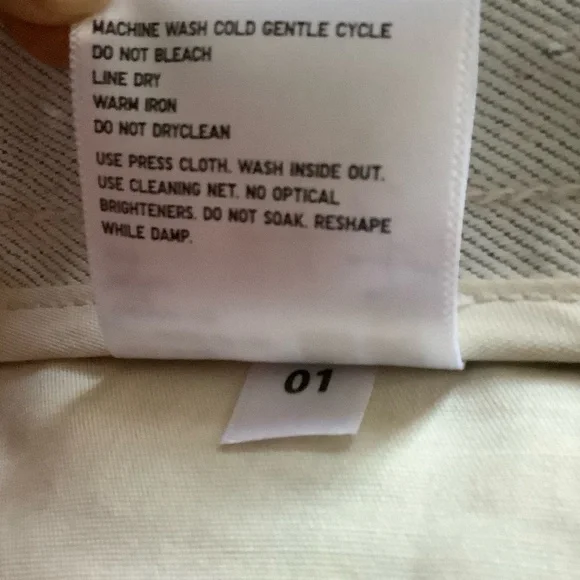 MACHINE WASH COLD GENTLE CYCLE
DO NOT BLEACH
LINE DRY
WARM IRON
DO NOT DRYCLEAN
USE PRESS CLOTH. WASH INSIDE OUT.
USE CLEANING NET. NO OPTICAL
BRIGHTENERS. DO NOT SOAK. RESHAPE
WHILE DAMP.
01